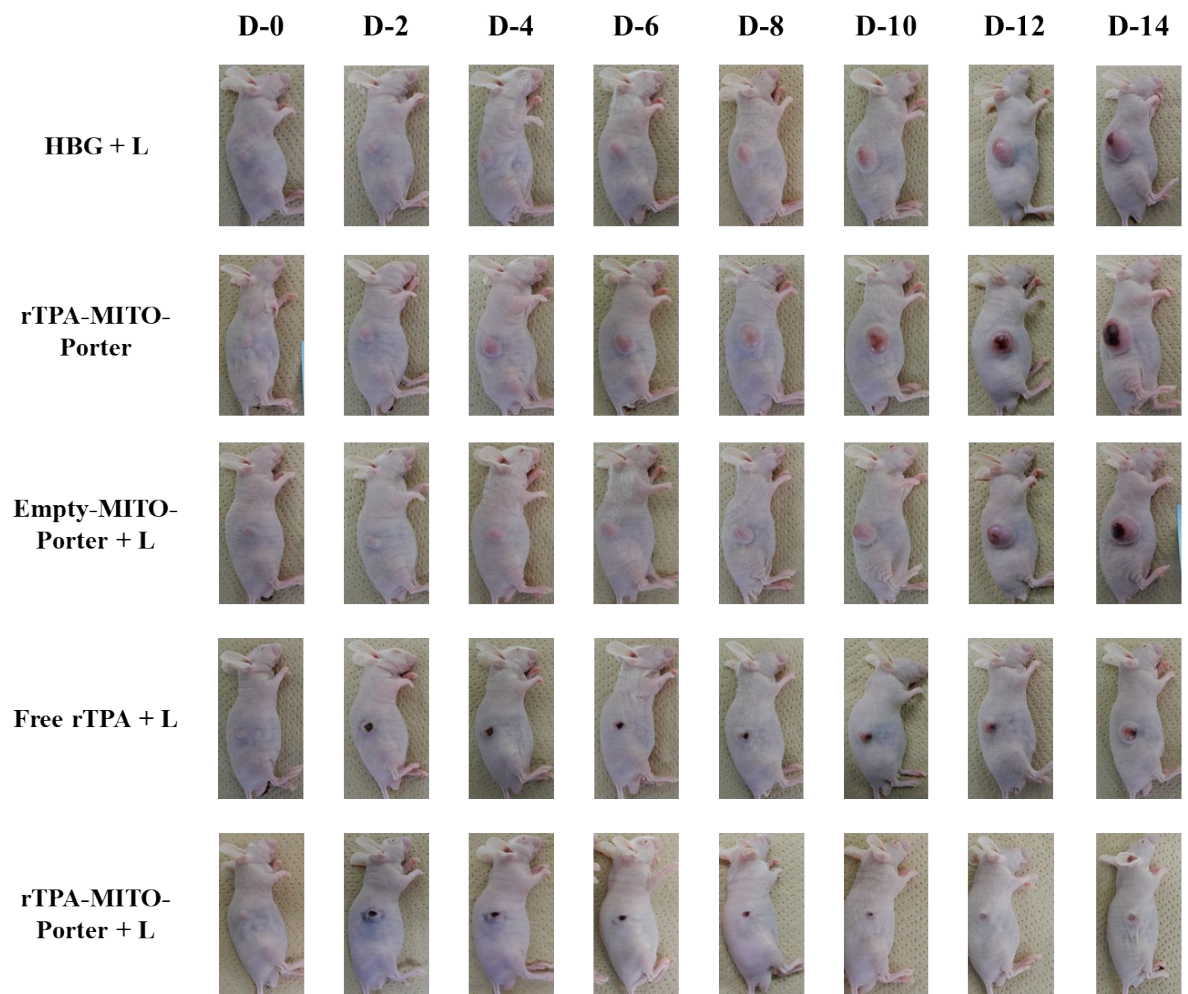 D-0 D-2 D-4 D-6 D-8 D-10 D-12 D-14
HBG + L
rTPA-MITO-
Porter
Empty-MITO-
Porter + L
Free rTPA + L
rTPA-MITO-
Porter + L